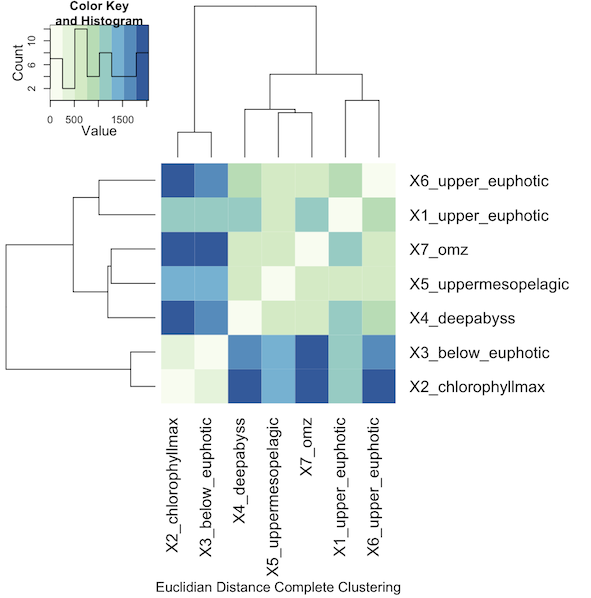 Color Key
and Histogram
Count
2 6 10
0 500 1500
Value
X6_upper_euphotic
X1_upper_euphotic
X7_omz
X5_uppermesopelagic
X4_deepabyss
X3_below_euphotic
X2_chlorophyllmax
X2_chlorophyllmax
X3_below_euphotic
X4_deepabyss
X5_uppermesopelagic
X7_omz
X1_upper_euphotic
X6_upper_euphotic
Euclidian Distance Complete Clustering